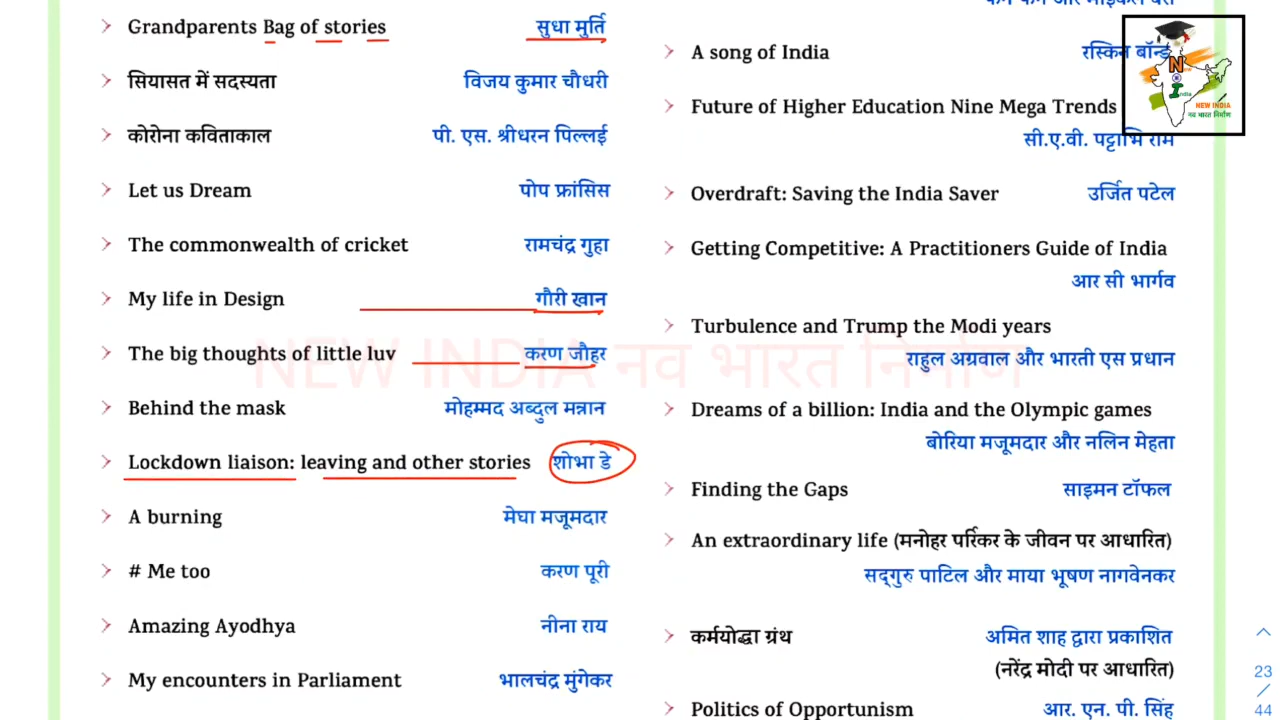 Grandparents Bag of stories सुधा मुर्ति
सियासत में सदस्यता विजय कुमार चौधरी
कोरोना कविताकाल पी. एस. श्रीधरन पिल्लई
Let us Dream पोप फ्रांसिस
The commonwealth of cricket रामचंद्र गुहा
My life in Design गौरी खान
The big thoughts of little luv करण जौहर
Behind the mask मोहम्मद अब्दुल मन्नान
Lockdown liaison: leaving and other stories शोभा डे
A burning मेघा मजूमदार
# Me too करण पूरी
Amazing Ayodhya नीना राय
My encounters in Parliament भालचंद्र मुंगेकर
A song of India रस्किन बॉन्ड
Future of Higher Education Nine Mega Trends
सी.ए.वी. पट्टाभि राम
Overdraft: Saving the India Saver उर्जित पटेल
Getting Competitive: A Practitioners Guide of India
आर सी भार्गव
Turbulence and Trump the Modi years
राहुल अग्रवाल और भारती एस प्रधान
Dreams of a billion: India and the Olympic games
बोरिया मजूमदार और नलिन मेहता
Finding the Gaps साइमन टॉफल
An extraordinary life (मनोहर पर्रिकर के जीवन पर आधारित)
सद्गुरु पाटिल और माया भूषण नागवेनकर
कर्मयोद्धा ग्रंथ अमित शाह द्वारा प्रकाशित
(नरेंद्र मोदी पर आधारित)
Politics of Opportunism आर. एन. पी. सिंह
NEW INDIA नव भारत निर्माण
N
India
NEW INDIA
नव भारत निर्माण
23
/
44